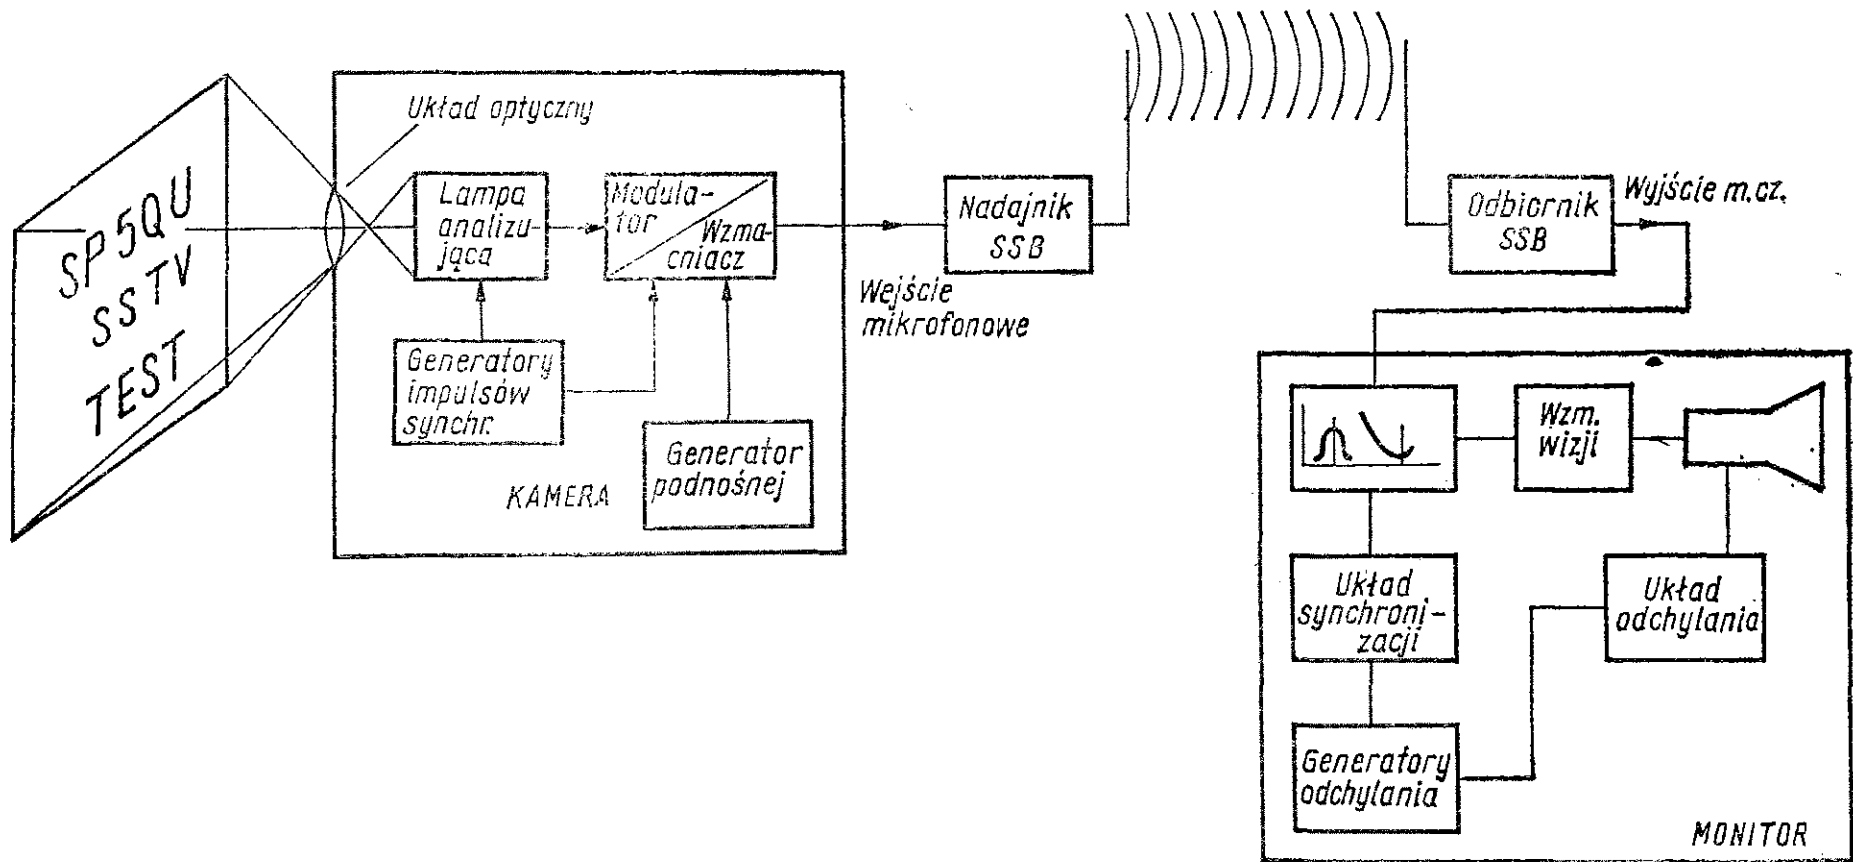 SP5QU
SSTV
TEST
Układ optyczny
Lampa
analizu-
jąca
Modula-
tor
Wzma-
cniacz
Generatory
impulsów
synchr.
Generator
podnośnej
KAMERA
Wejście
mikrofonowe
Nadajnik
SSB
Odbiornik
SSB
Wyjście m.cz.
Wzm.
wizji
Układ
synchroni-
zacji
Układ
odchylania
Generatory
odchylania
MONITOR